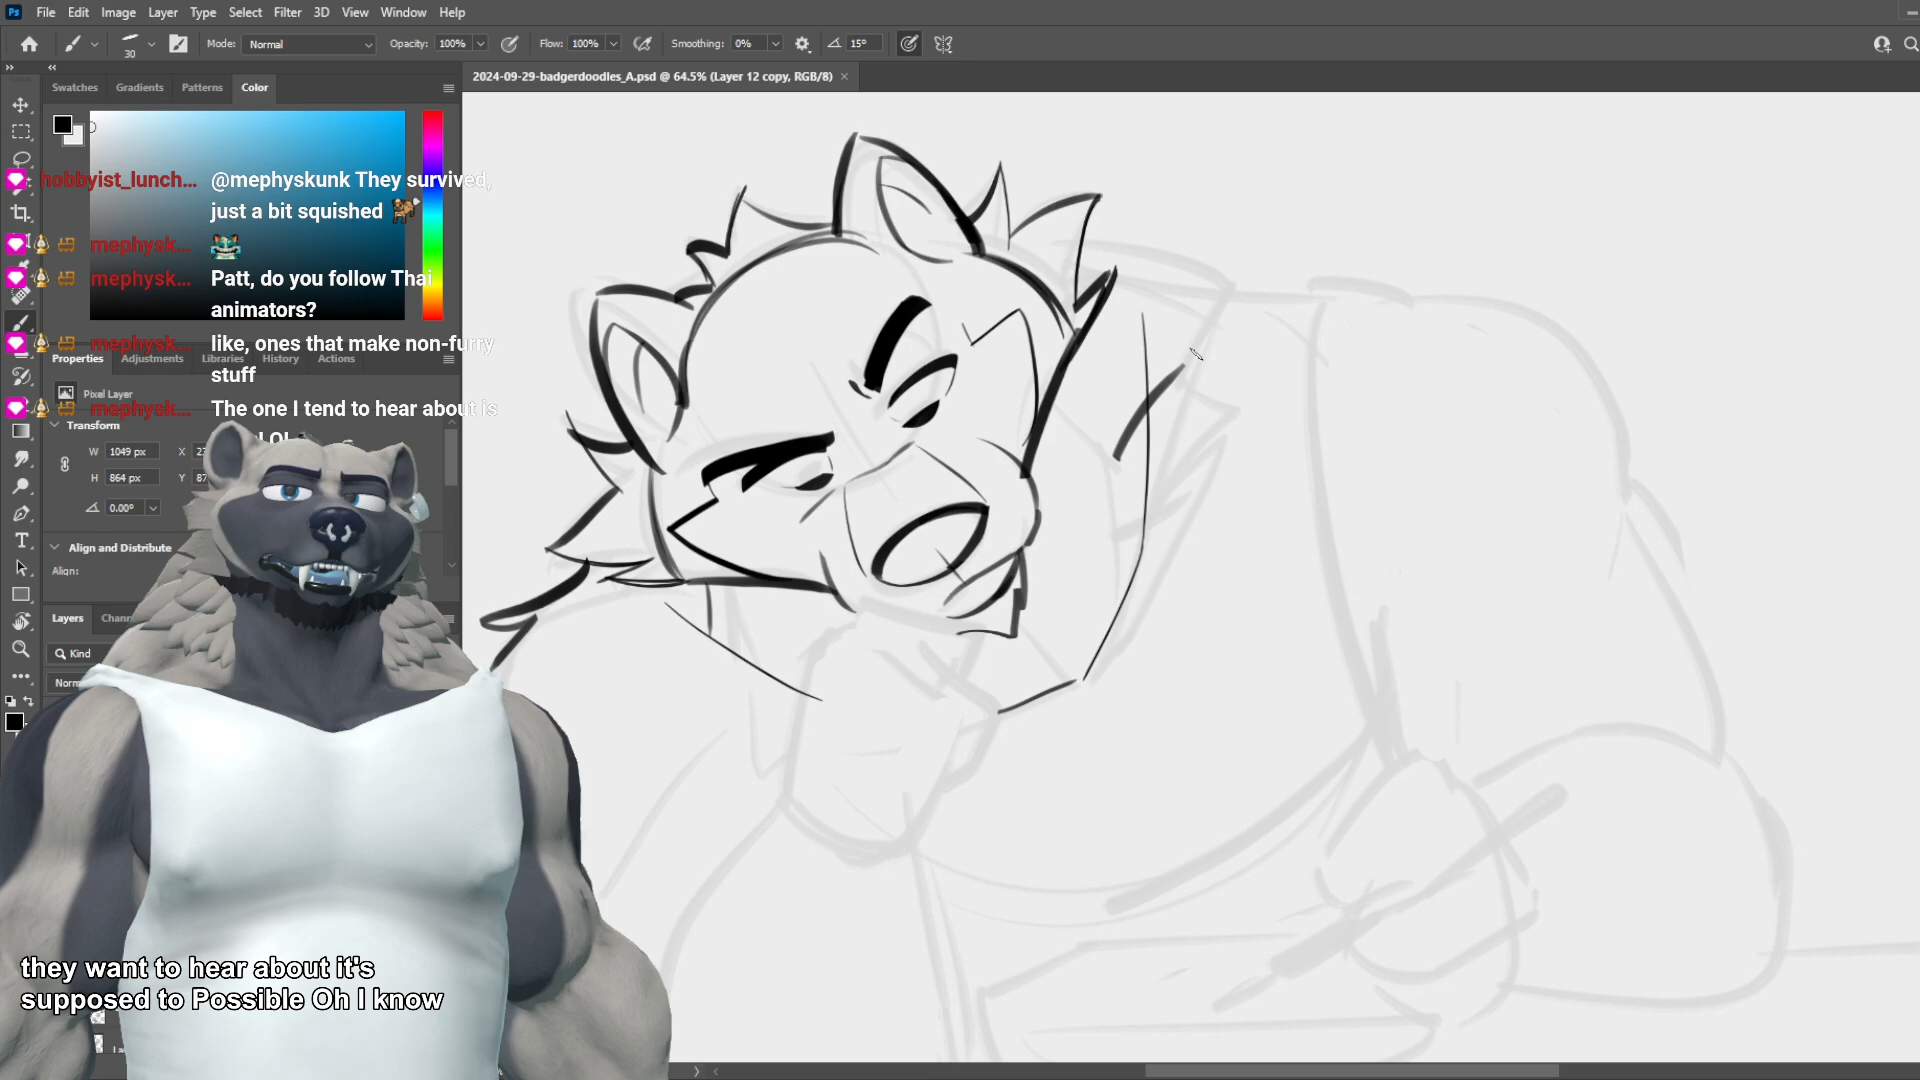 Ps File Edit Image Layer Type Select Filter 3D View Window Help
30 Mode: Normal Opacity: 100% Flow: 100% Smoothing: 0% 15°
Swatches Gradients Patterns Color
2024-09-29-badgerdoodles_A.psd @ 64.5% (Layer 12 copy, RGB/8) ×
hobbyist_lunch... @mephyskunk They survived,
just a bit squished
mephysk...
mephysk... Patt, do you follow Thai
animators?
mephysk... like, ones that make non-furry
stuff
mephysk... The one I tend to hear about is
Properties Adjustments Libraries History Actions
Pixel Layer
Transform
W 1049 px X
H 864 px Y
0.00°
Align and Distribute
Align:
Layers
Kind
they want to hear about it's
supposed to Possible Oh I know